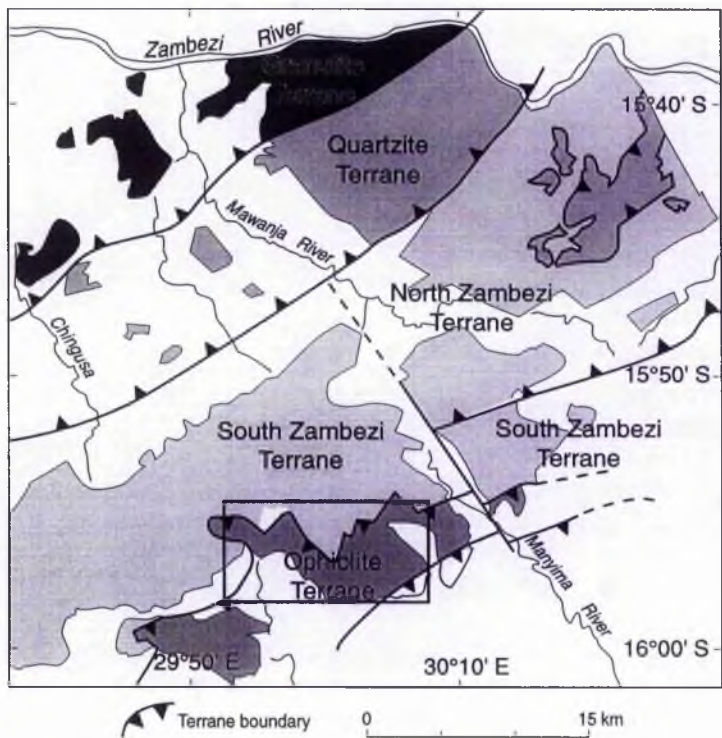 Zambezi River
Terrane
15°40' S
Quartzite
Terrane
Mawanja River
North Zambezi
Terrane
Chingusa
15°50' S
South Zambezi
Terrane
South Zambezi
Terrane
Ophiolite
Terrane
Manyima River
29°50' E
30°10' E
16°00' S
Terrane boundary
0
15 km